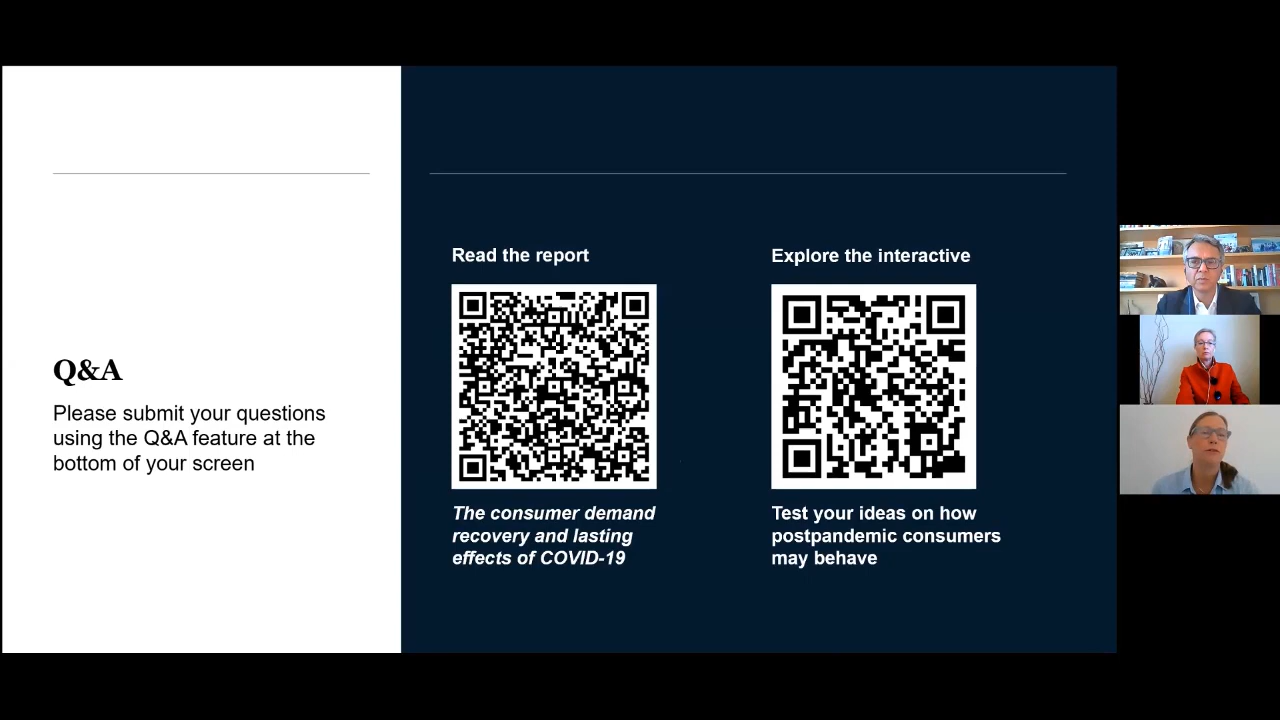 Q&A
Please submit your questions
using the Q&A feature at the
bottom of your screen
Read the report
The consumer demand
recovery and lasting
effects of COVID-19
Explore the interactive
Test your ideas on how
postpandemic consumers
may behave